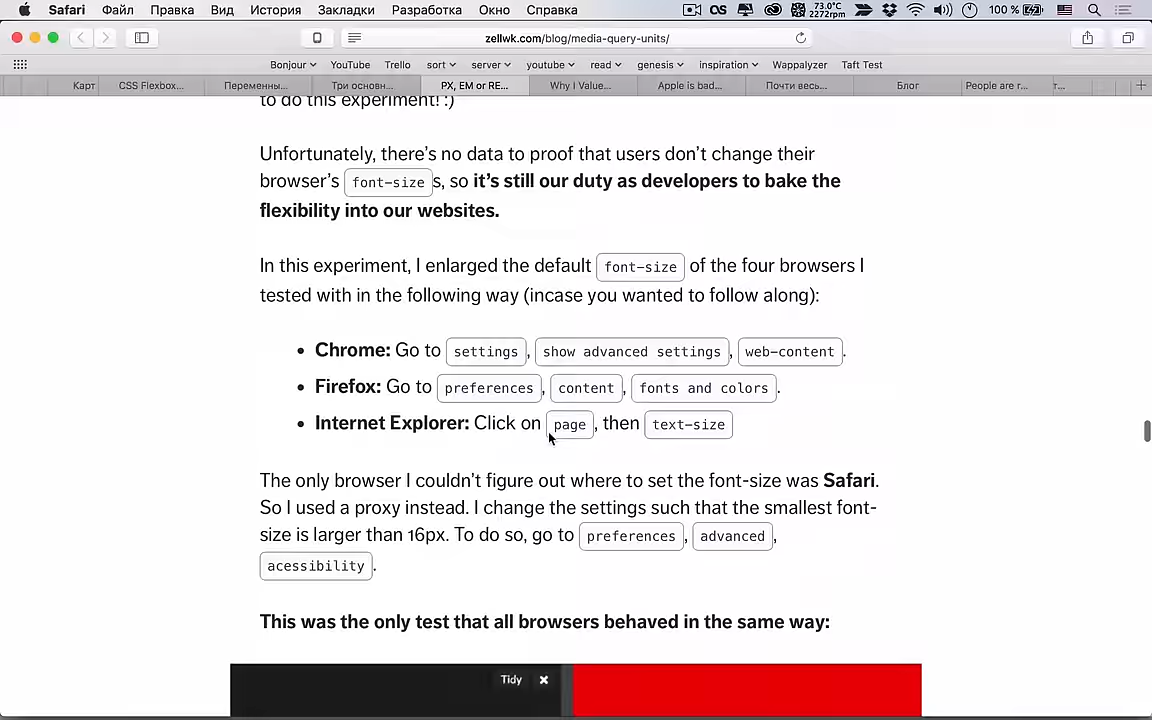 Safari Файл Правка Вид История Закладки Разработка Окно Справка OS 73.0°C 2272rpm 100 %
zellwk.com/blog/media-query-units/
Bonjour YouTube Trello sort server youtube read genesis inspiration Wappalyzer Taft Test
Карт CSS Flexbox... Переменны... Три основн... PX, EM or RE... Why I Value... Apple is bad... Почти весь... Блог People are r... т...
to do this experiment! :)
Unfortunately, there's no data to proof that users don't change their
browser's font-size s, so it's still our duty as developers to bake the
flexibility into our websites.
In this experiment, I enlarged the default font-size of the four browsers I
tested with in the following way (incase you wanted to follow along):
• Chrome: Go to settings, show advanced settings, web-content.
• Firefox: Go to preferences, content, fonts and colors.
• Internet Explorer: Click on page, then text-size
The only browser I couldn't figure out where to set the font-size was Safari.
So I used a proxy instead. I change the settings such that the smallest font-
size is larger than 16px. To do so, go to preferences, advanced,
acessibility.
This was the only test that all browsers behaved in the same way:
Tidy